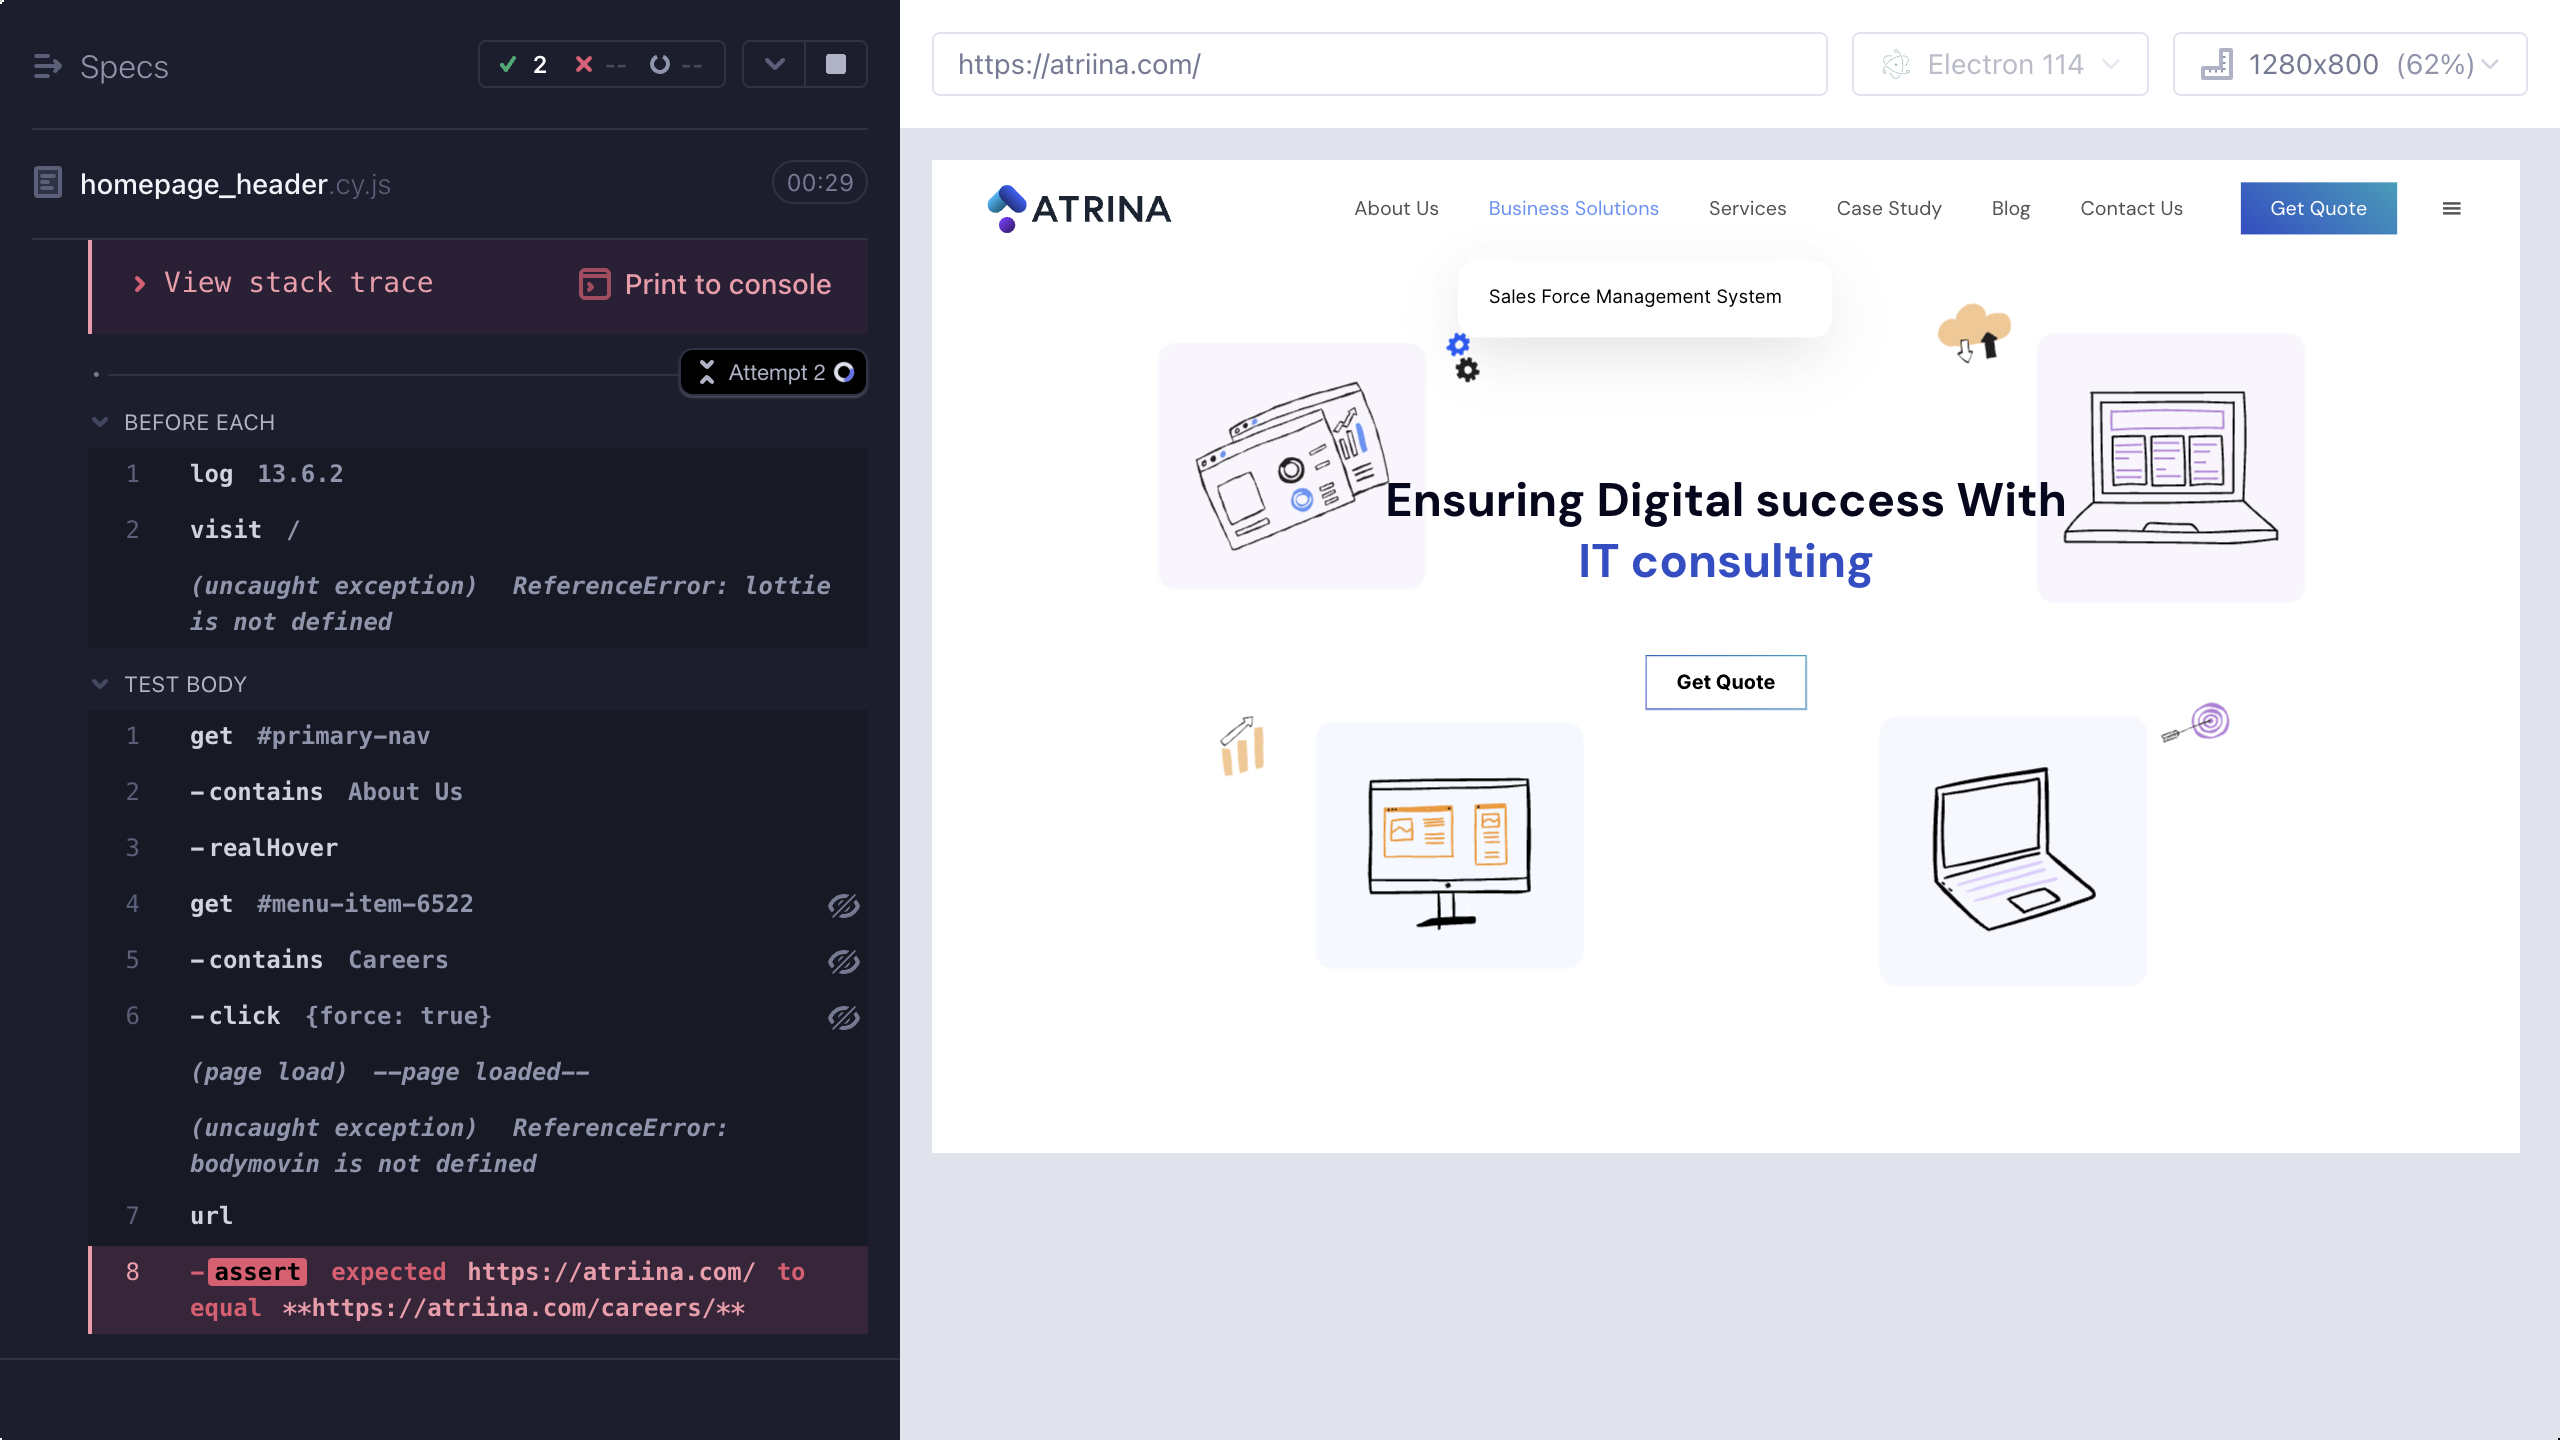 Specs
2 -- --
homepage_header.cy.js 00:29
View stack trace Print to console
Attempt 2
BEFORE EACH
1 log 13.6.2
2 visit /
(uncaught exception) ReferenceError: lottie
is not defined
TEST BODY
1 get #primary-nav
2 -contains About Us
3 -realHover
4 get #menu-item-6522
5 -contains Careers
6 -click {force: true}
(page load) --page loaded--
(uncaught exception) ReferenceError:
bodymovin is not defined
7 url
8 -assert expected https://atriina.com/ to
equal **https://atriina.com/careers/**
https://atriina.com/ Electron 114 1280x800 (62%)
ATRINA About Us Business Solutions Services Case Study Blog Contact Us Get Quote
Sales Force Management System
Ensuring Digital success With
IT consulting
Get Quote